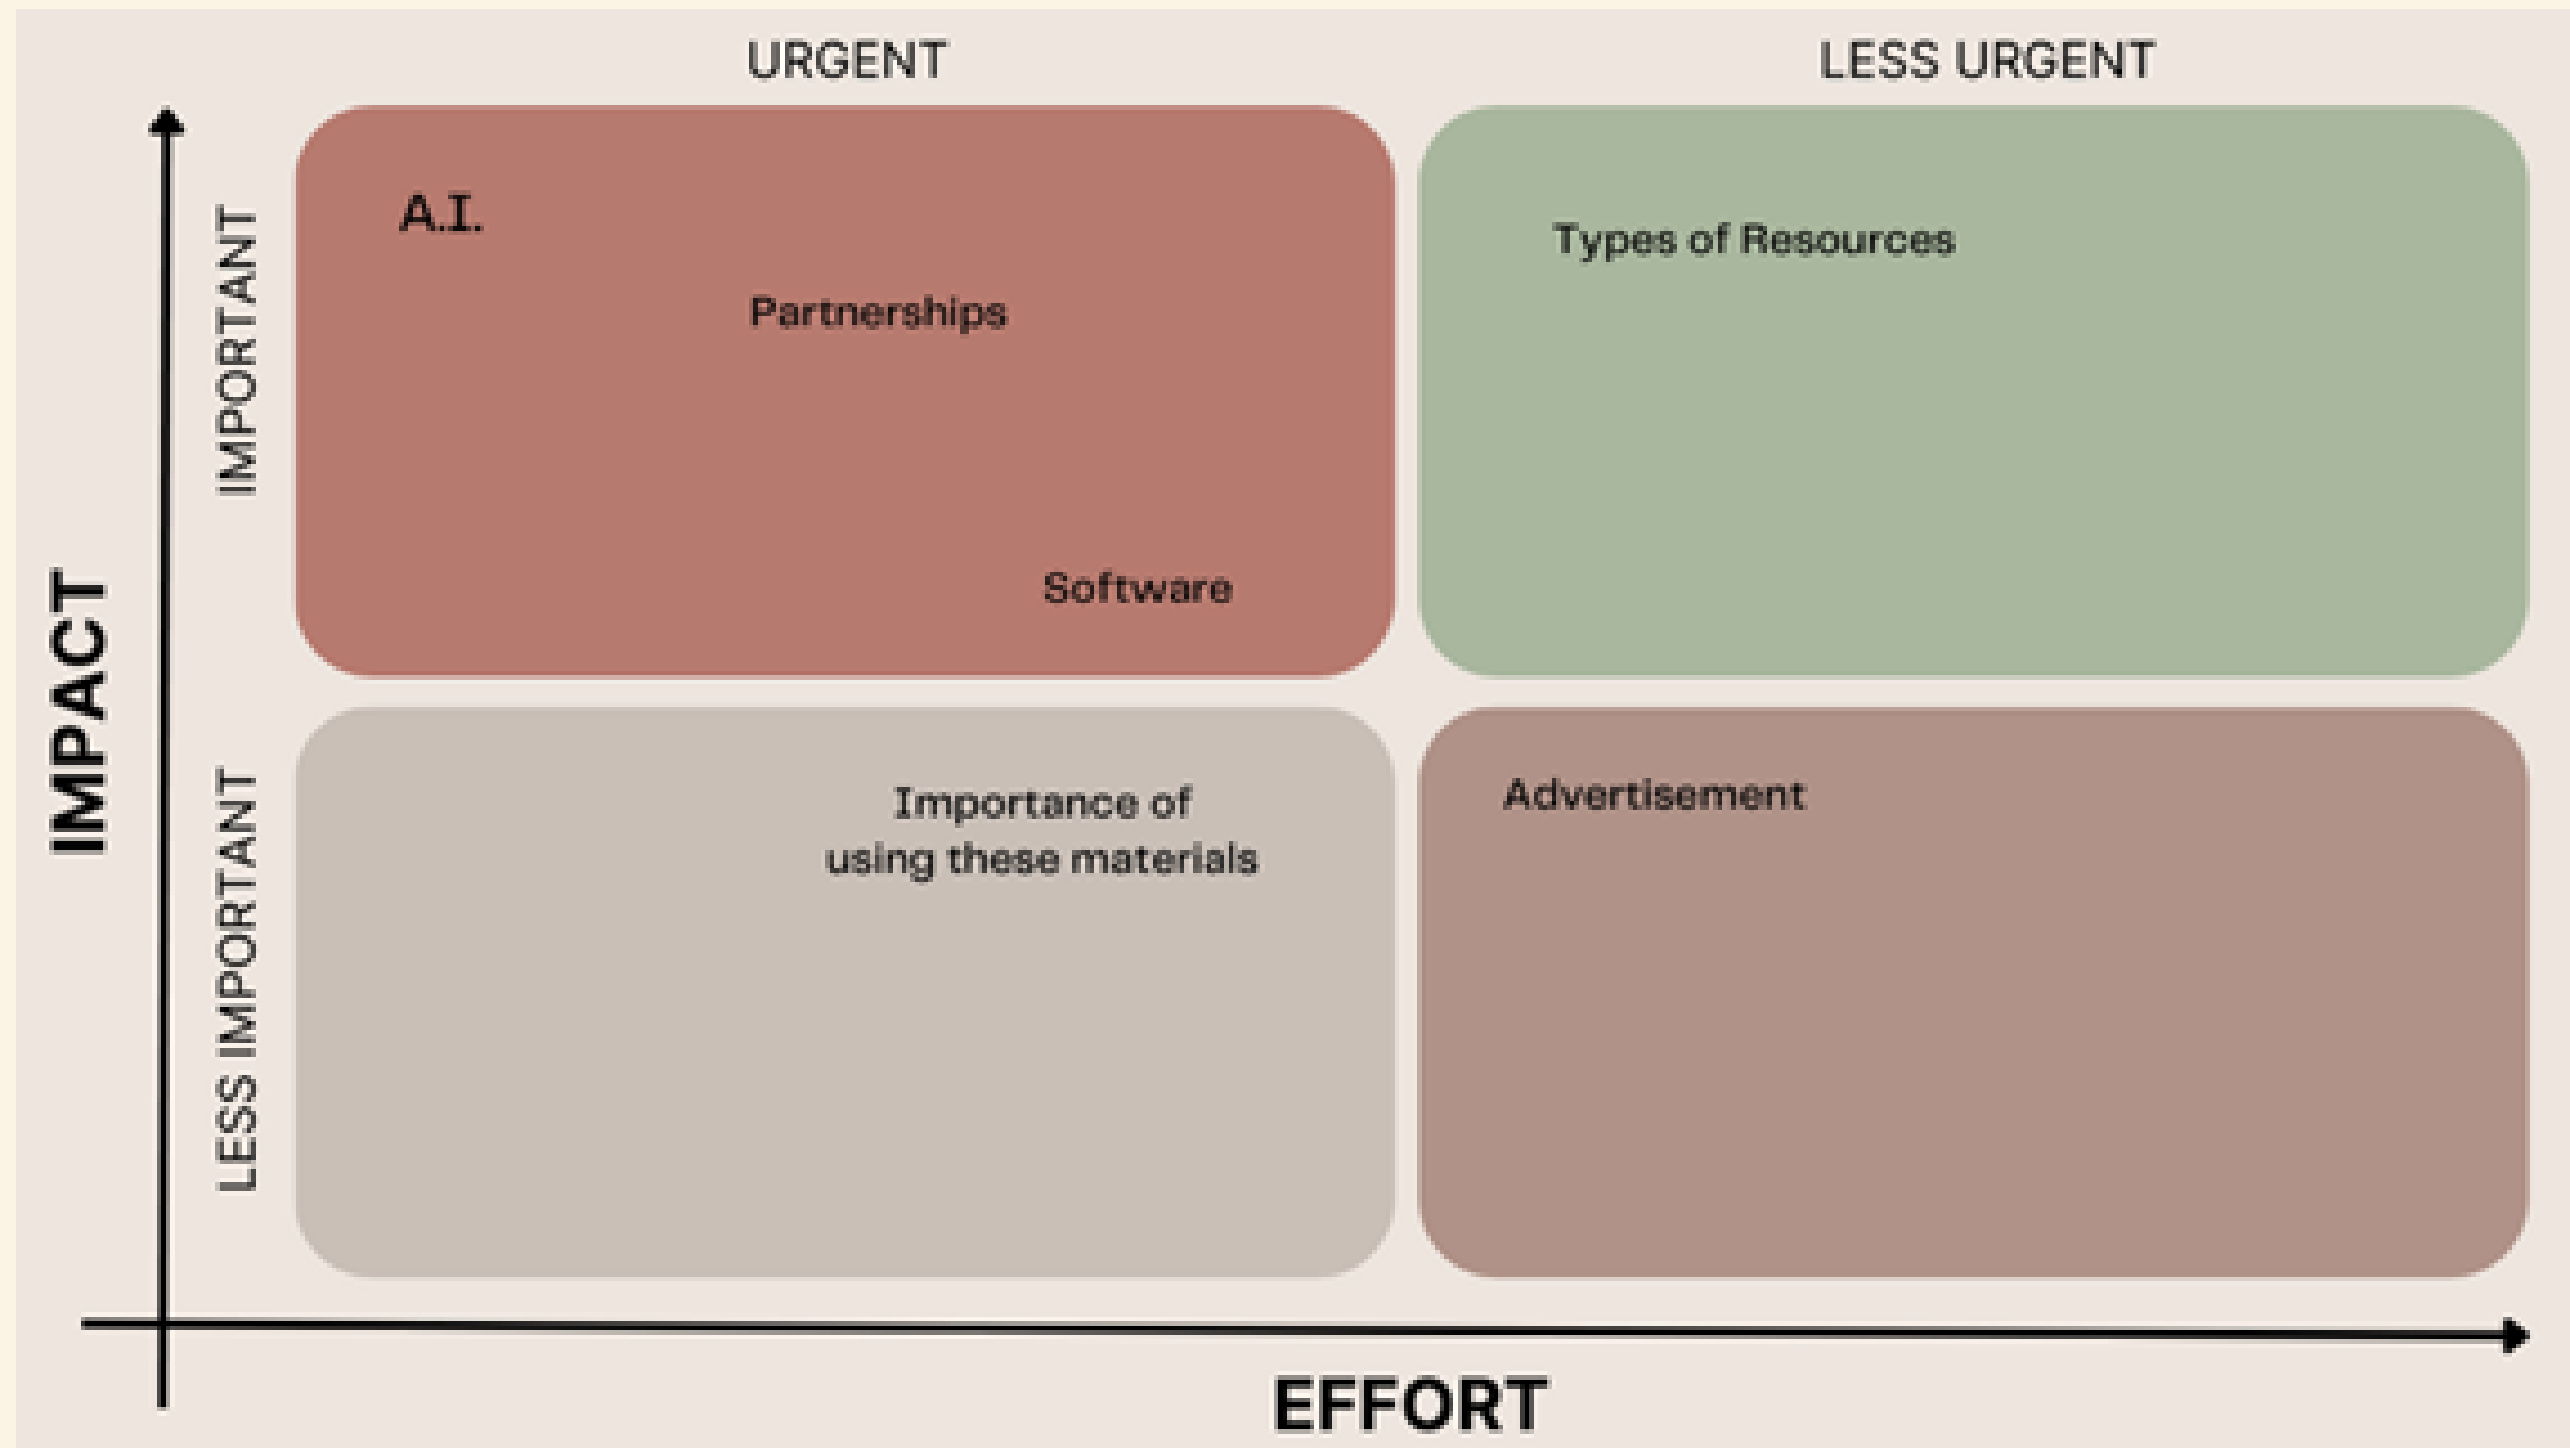 URGENT
LESS URGENT
IMPORTANT
A.I.
Partnerships
Software
Types of Resources
IMPACT
LESS IMPORTANT
Importance of
using these materials
Advertisement
EFFORT